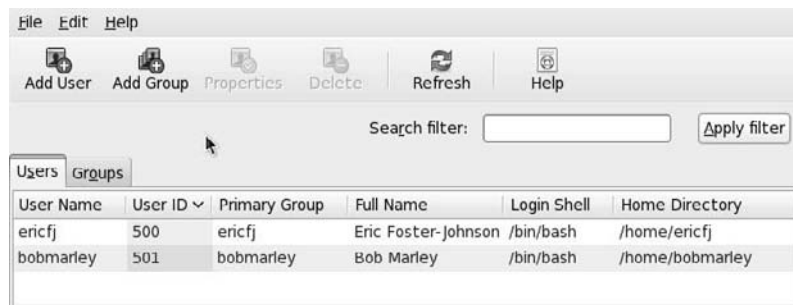 File Edit Help
Add User Add Group Properties Delete Refresh Help
Search filter: Apply filter
Users Groups
User Name User ID Primary Group Full Name Login Shell Home Directory
ericfj 500 ericfj Eric Foster-Johnson /bin/bash /home/ericfj
bobmarley 501 bobmarley Bob Marley /bin/bash /home/bobmarley